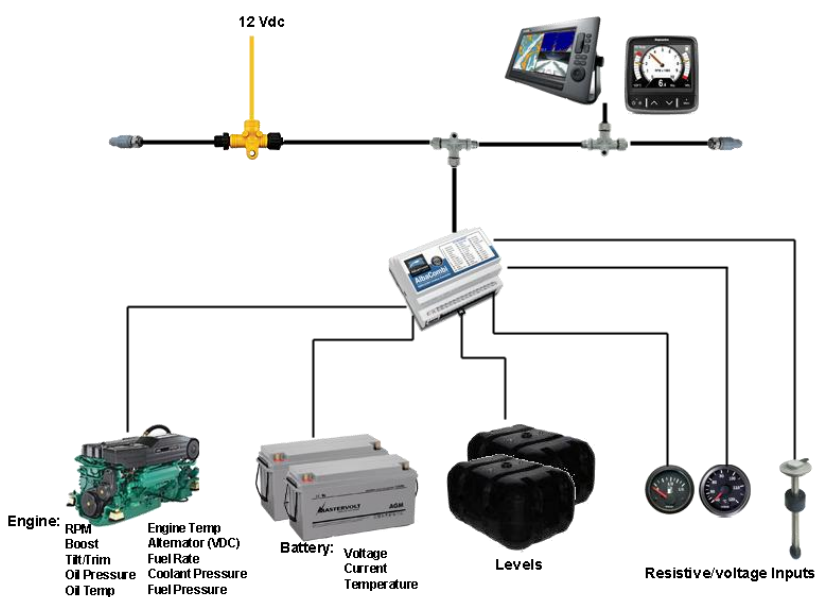 12 Vdc
AlbaCombi
MASTERVOLT
AGM
Engine:
RPM
Boost
Tilt/Trim
Oil Pressure
Oil Temp
Engine Temp
Alternator (VDC)
Fuel Rate
Coolant Pressure
Fuel Pressure
Battery:
Voltage
Current
Temperature
Levels
Resistive/voltage Inputs